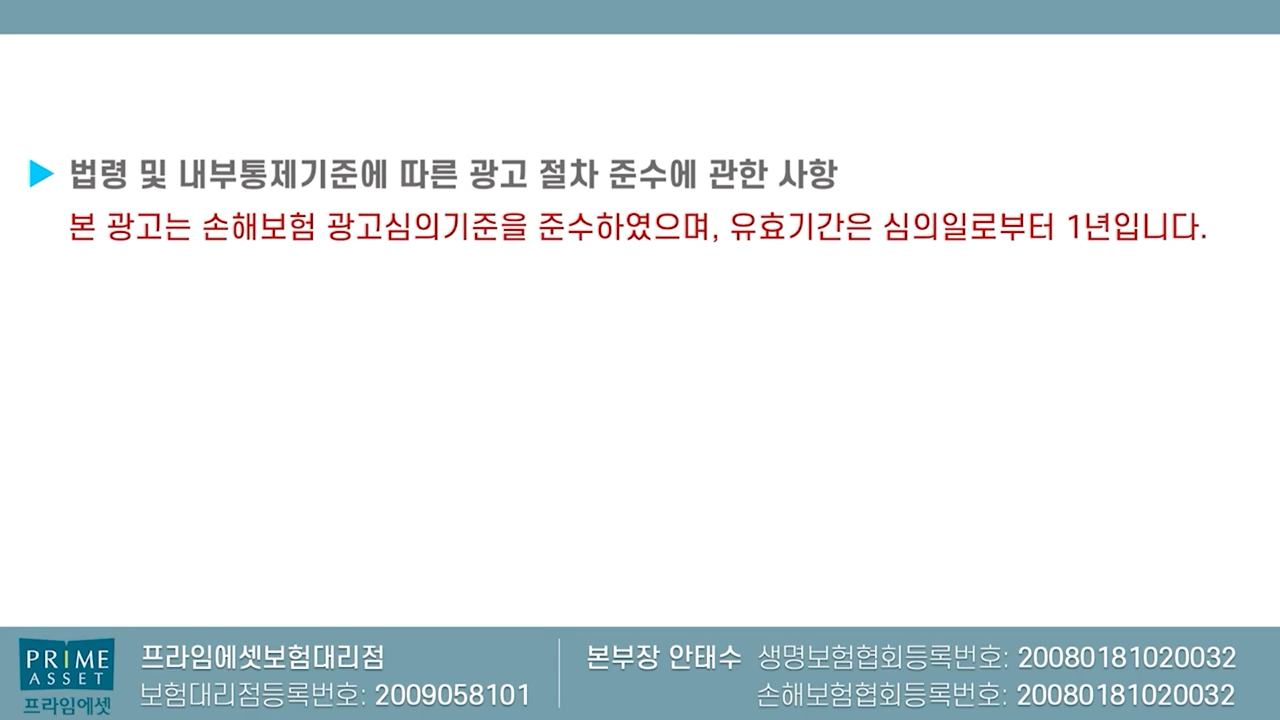 ▶ 법령 및 내부통제기준에 따른 광고 절차 준수에 관한 사항
본 광고는 손해보험 광고심의기준을 준수하였으며, 유효기간은 심의일로부터 1년입니다.
PRIME
ASSET
프라임에셋
프라임에셋보험대리점
보험대리점등록번호: 2009058101
본부장 안태수 생명보험협회등록번호: 20080181020032
손해보험협회등록번호: 20080181020032